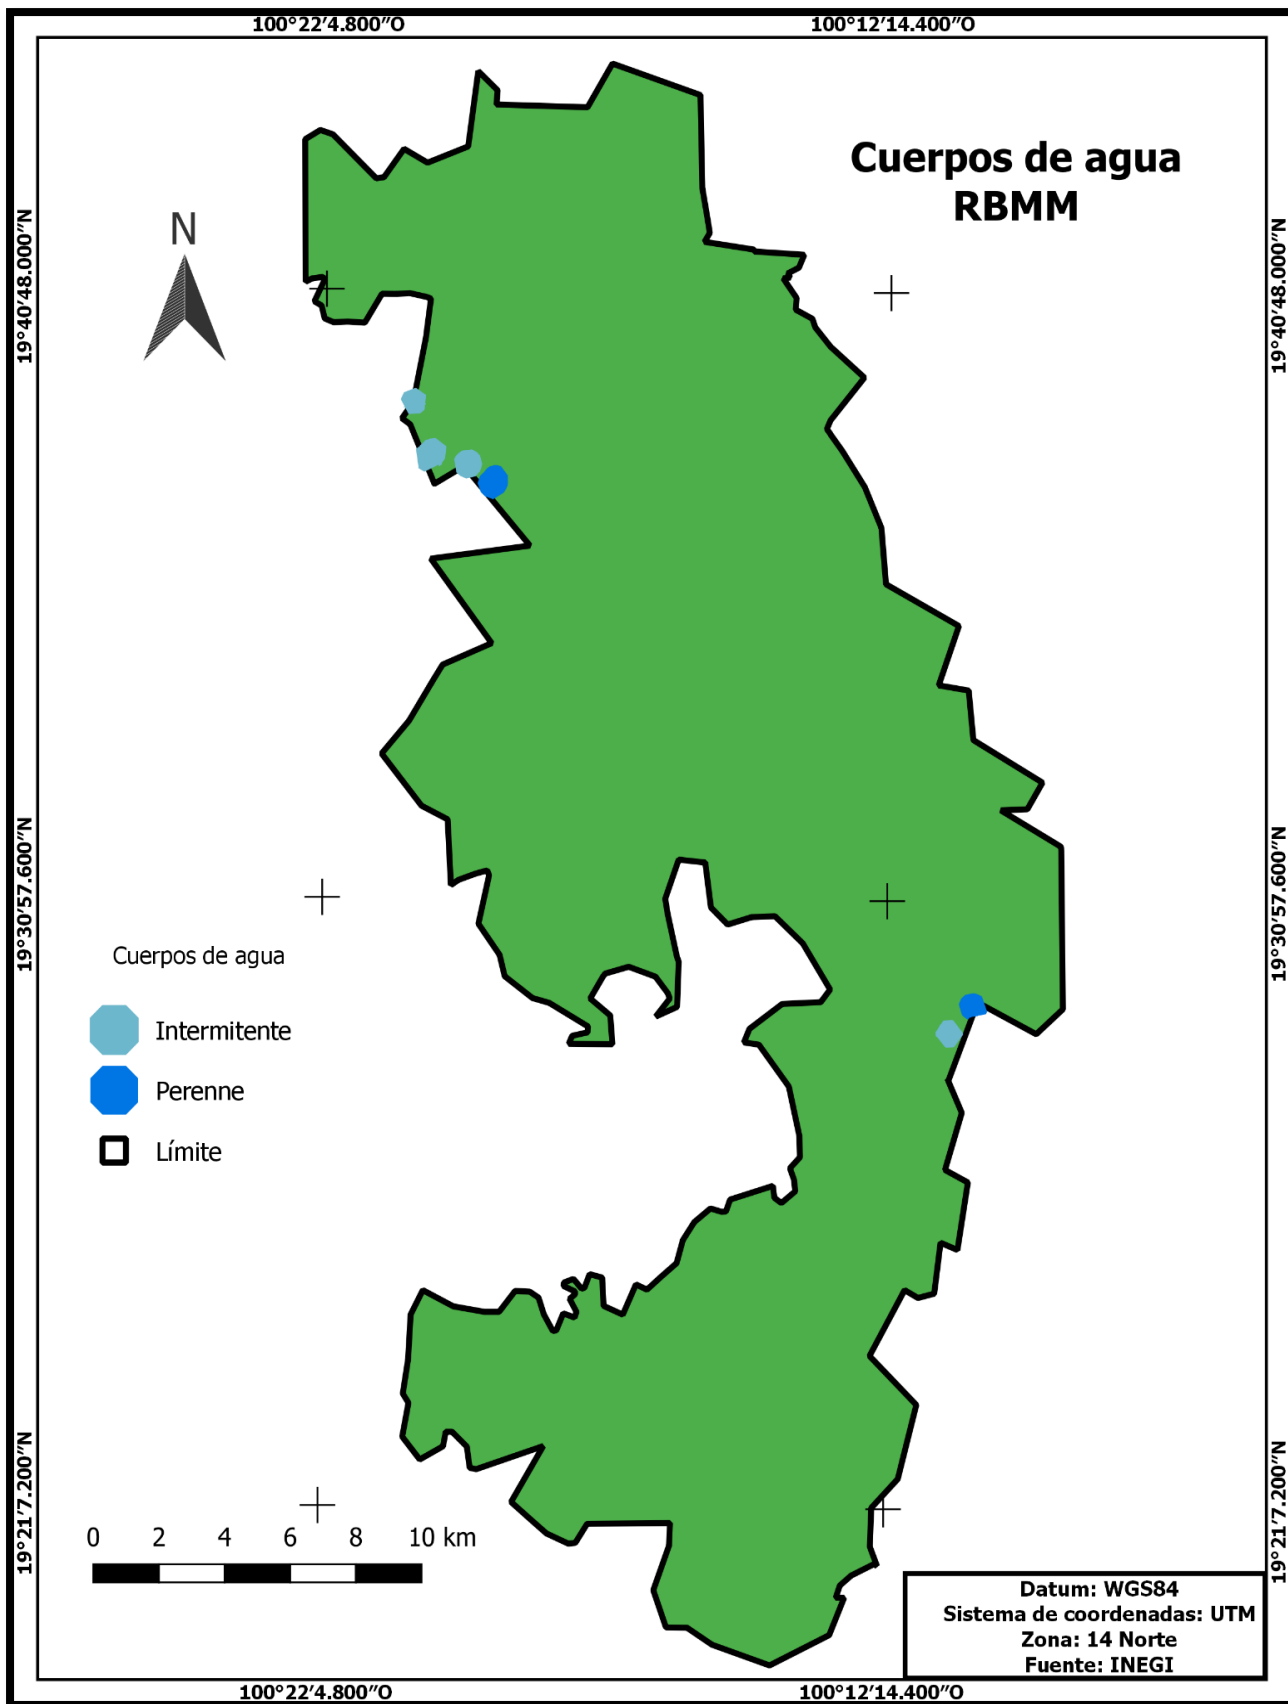 100°22'4.800"O
100°12'14.400"O
Cuerpos de agua
RBMM
N
19°40'48.000"N
19°40'48.000"N
19°30'57.600"N
19°30'57.600"N
Cuerpos de agua
Intermitente
Perenne
Límite
19°21'7.200"N
19°21'7.200"N
0 2 4 6 8 10 km
Datum: WGS84
Sistema de coordenadas: UTM
Zona: 14 Norte
Fuente: INEGI
100°22'4.800"O
100°12'14.400"O